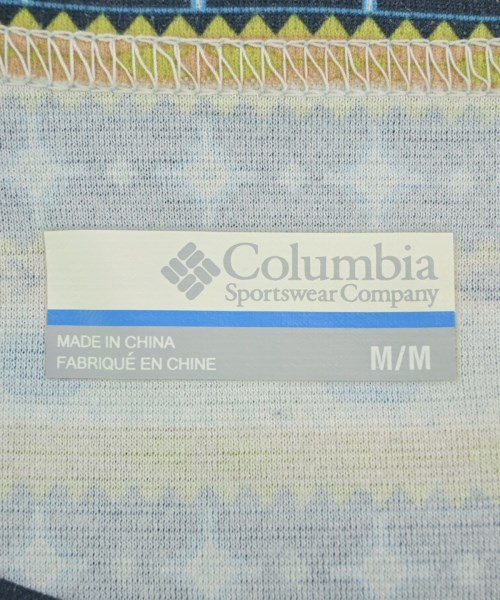 Columbia
Sportswear Company
MADE IN CHINA
FABRIQUÉ EN CHINE
M/M